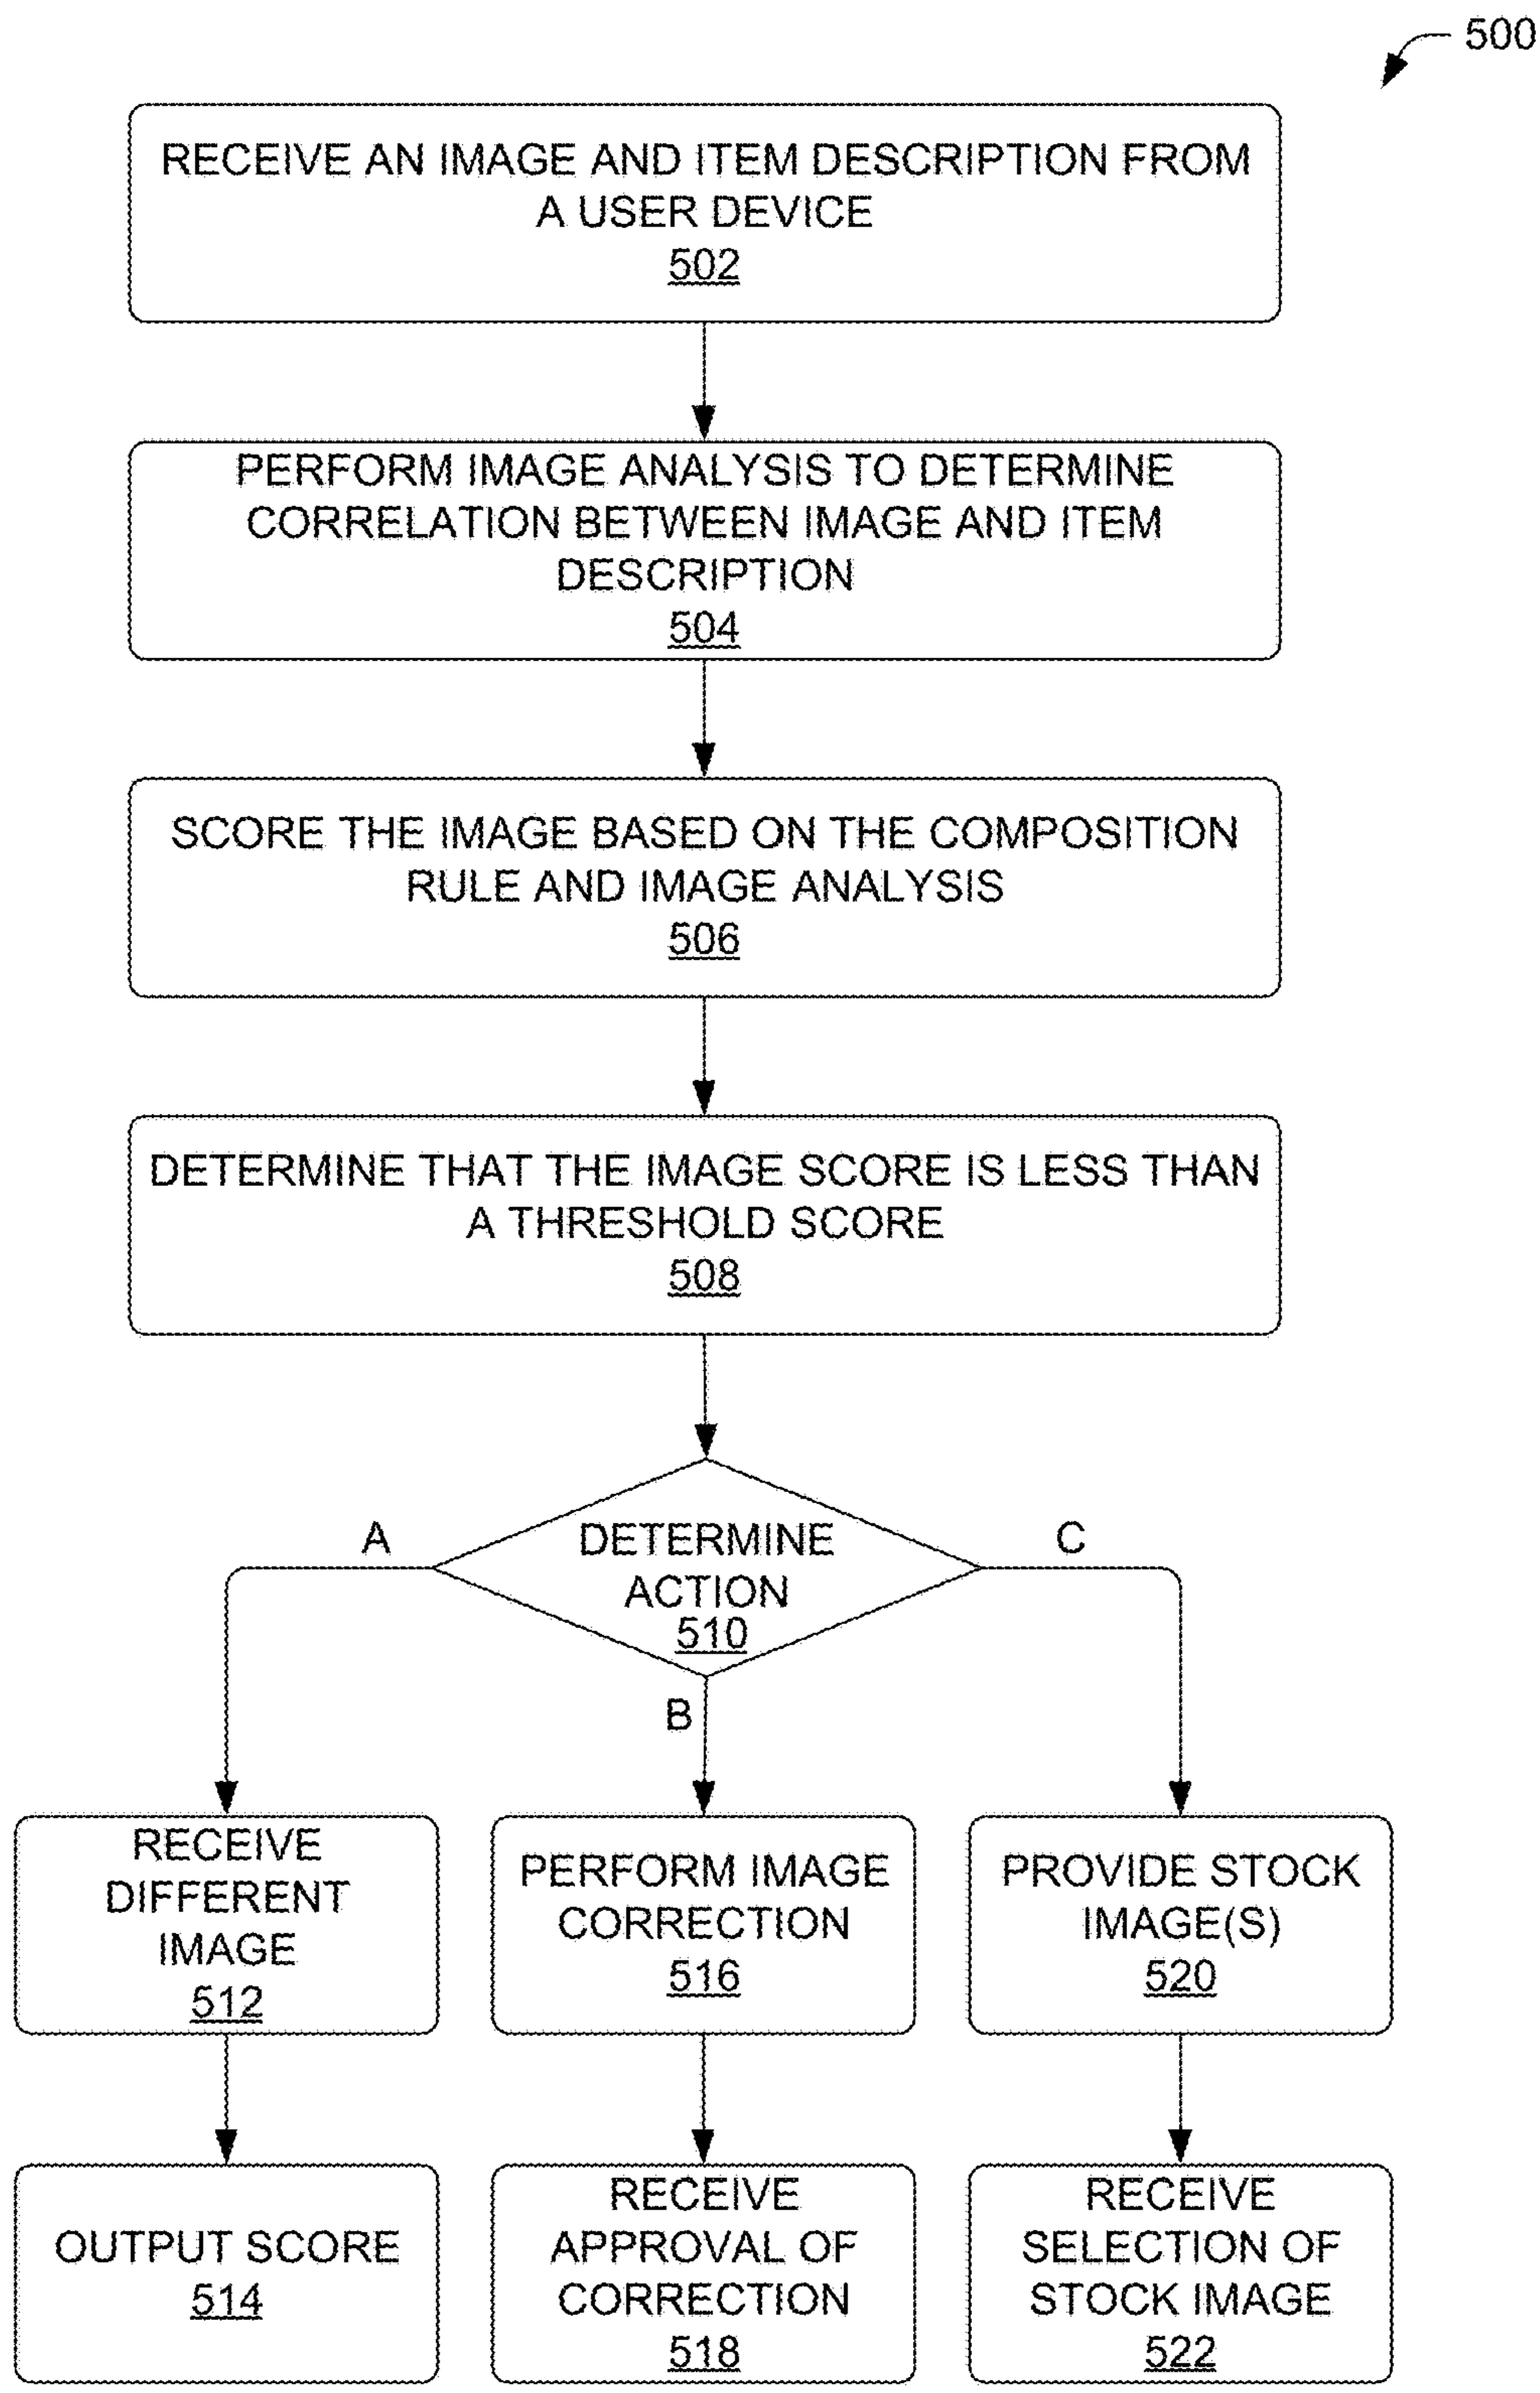 500
RECEIVE AN IMAGE AND ITEM DESCRIPTION FROM
A USER DEVICE
502
PERFORM IMAGE ANALYSIS TO DETERMINE
CORRELATION BETWEEN IMAGE AND ITEM
DESCRIPTION
504
SCORE THE IMAGE BASED ON THE COMPOSITION
RULE AND IMAGE ANALYSIS
506
DETERMINE THAT THE IMAGE SCORE IS LESS THAN
A THRESHOLD SCORE
508
DETERMINE
ACTION
510
A
B
C
RECEIVE
DIFFERENT
IMAGE
512
OUTPUT SCORE
514
PERFORM IMAGE
CORRECTION
516
RECEIVE
APPROVAL OF
CORRECTION
518
PROVIDE STOCK
IMAGE(S)
520
RECEIVE
SELECTION OF
STOCK IMAGE
522